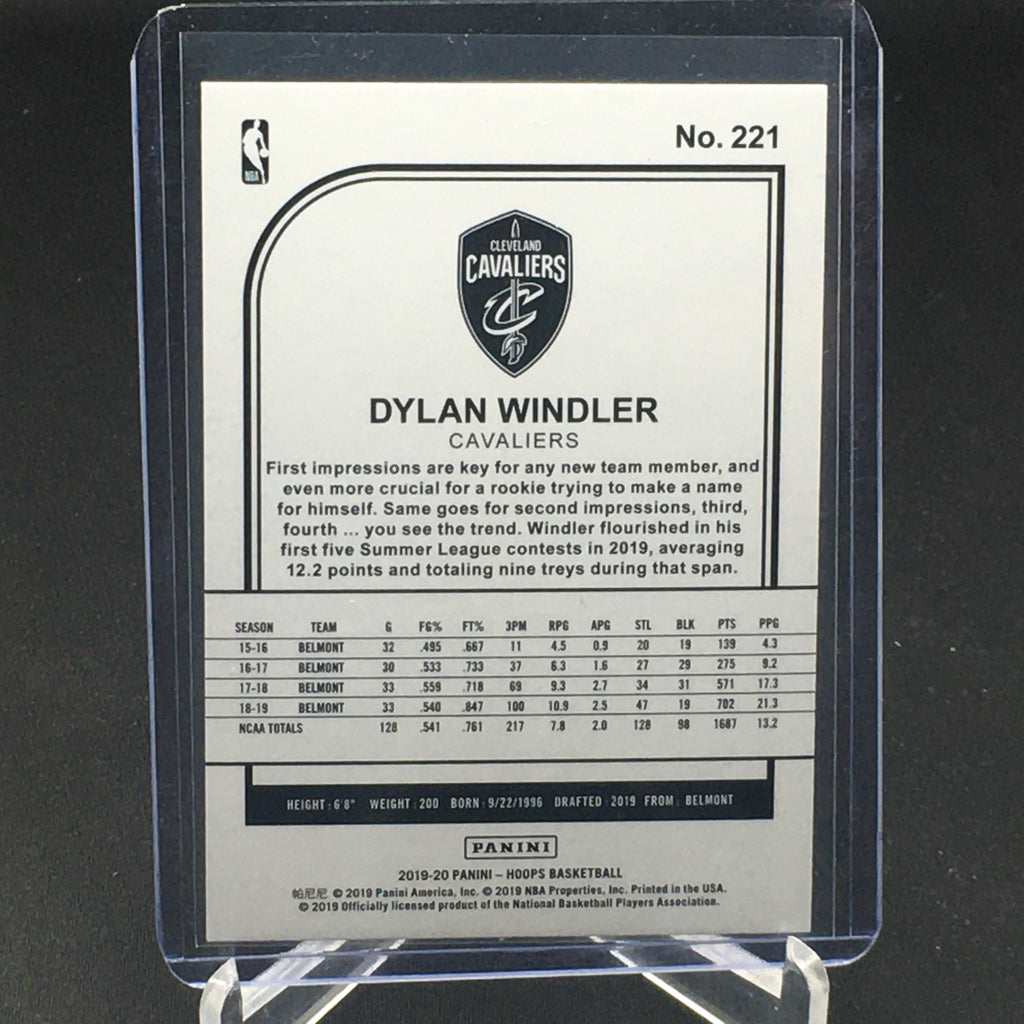 No. 221
NBA
CLEVELAND
CAVALIERS
C
DYLAN WINDLER
CAVALIERS
First impressions are key for any new team member, and
even more crucial for a rookie trying to make a name
for himself. Same goes for second impressions, third,
fourth ... you see the trend. Windler flourished in his
first five Summer League contests in 2019, averaging
12.2 points and totaling nine treys during that span.
SEASON TEAM G FG% FT% 3PM RPG APG STL BLK PTS PPG
15-16 BELMONT 32 .495 .667 11 4.5 0.9 20 19 139 4.3
16-17 BELMONT 30 .533 .733 37 6.3 1.6 27 29 275 9.2
17-18 BELMONT 33 .559 .718 69 9.3 2.7 34 31 571 17.3
18-19 BELMONT 33 .540 .847 100 10.9 2.5 47 19 702 21.3
NCAA TOTALS 128 .541 .761 217 7.8 2.0 128 98 1687 13.2
HEIGHT: 6'8" WEIGHT: 200 BORN: 9/22/1996 DRAFTED: 2019 FROM: BELMONT
PANINI
2019-20 PANINI – HOOPS BASKETBALL
帕尼尼 © 2019 Panini America, Inc. © 2019 NBA Properties, Inc. Printed in the USA.
© 2019 Officially licensed product of the National Basketball Players Association.